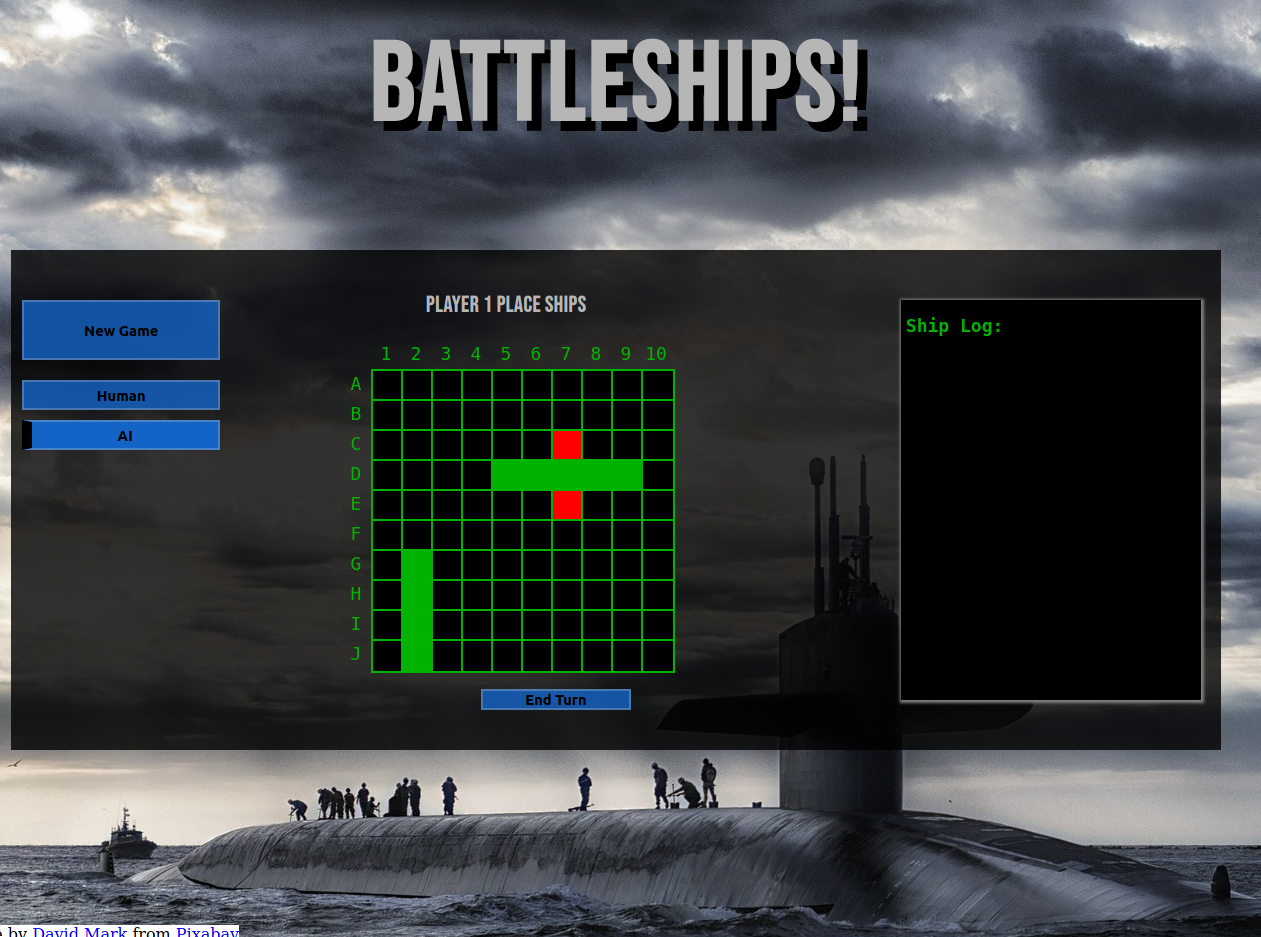 BATTLESHIPS!
New Game
Human
AI
PLAYER 1 PLACE SHIPS
1 2 3 4 5 6 7 8 9 10
A
B
C
D
E
F
G
H
I
J
End Turn
Ship Log:
by David Mark from Pixabay